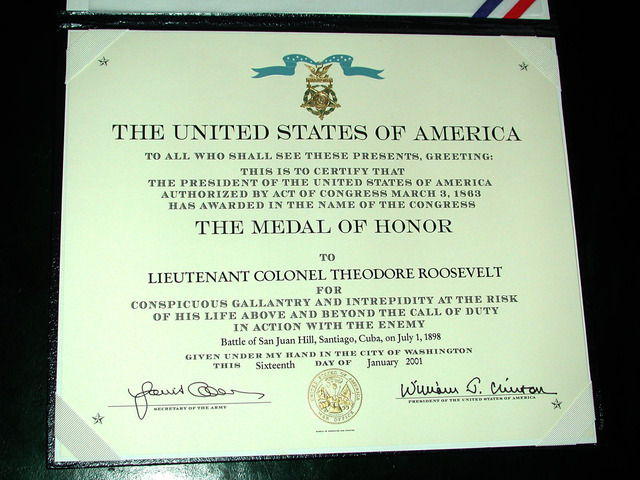 THE UNITED STATES OF AMERICA
TO ALL WHO SHALL SEE THESE PRESENTS, GREETING:
THIS IS TO CERTIFY THAT
THE PRESIDENT OF THE UNITED STATES OF AMERICA
AUTHORIZED BY ACT OF CONGRESS MARCH 3, 1863
HAS AWARDED IN THE NAME OF THE CONGRESS
THE MEDAL OF HONOR
TO
LIEUTENANT COLONEL THEODORE ROOSEVELT
FOR
CONSPICUOUS GALLANTRY AND INTREPIDITY AT THE RISK
OF HIS LIFE ABOVE AND BEYOND THE CALL OF DUTY
IN ACTION WITH THE ENEMY
Battle of San Juan Hill, Santiago, Cuba, on July 1, 1898
GIVEN UNDER MY HAND IN THE CITY OF WASHINGTON
THIS Sixteenth DAY OF January 2001
William J. Clinton
SECRETARY OF THE ARMY
PRESIDENT OF THE UNITED STATES OF AMERICA
WAR OFFICE